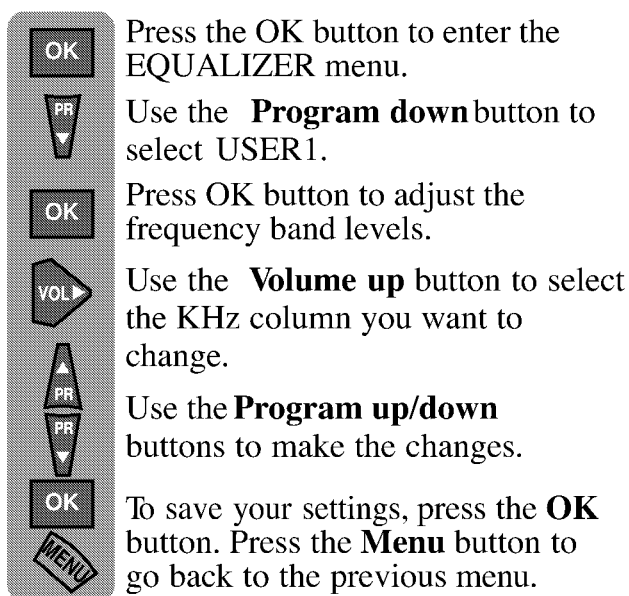 OK
Press the OK button to enter the
EQUALIZER menu.
PR
Use the Program down button to
select USER1.
OK
Press OK button to adjust the
frequency band levels.
VOL
Use the Volume up button to select
the KHz column you want to
change.
PR
PR
Use the Program up/down
buttons to make the changes.
OK
MENU
To save your settings, press the OK
button. Press the Menu button to
go back to the previous menu.